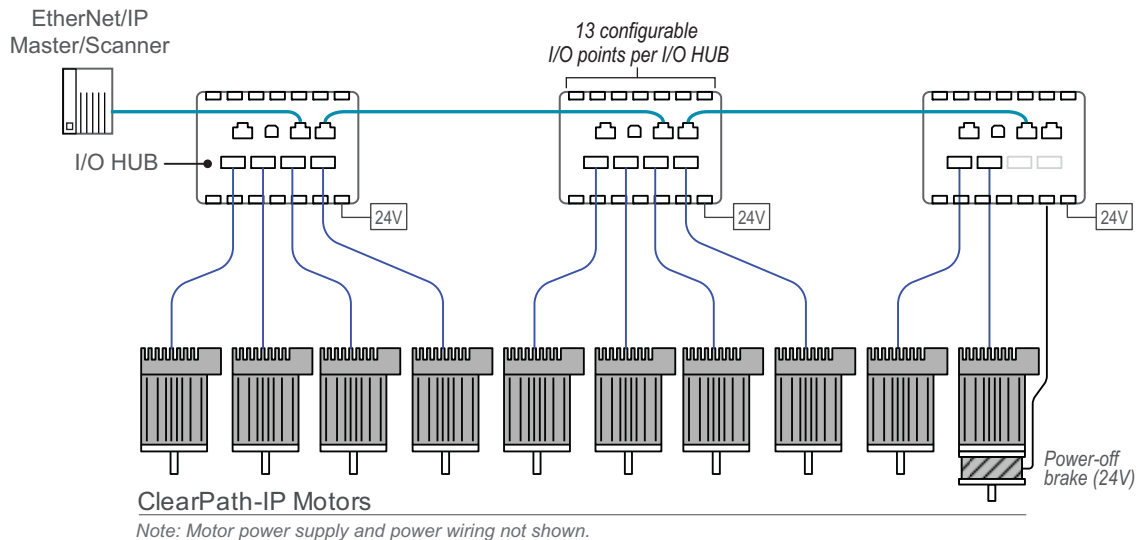 EtherNet/IP
Master/Scanner
13 configurable
I/O points per I/O HUB
I/O HUB
24V
24V
24V
Power-off
brake (24V)
ClearPath-IP Motors
Note: Motor power supply and power wiring not shown.